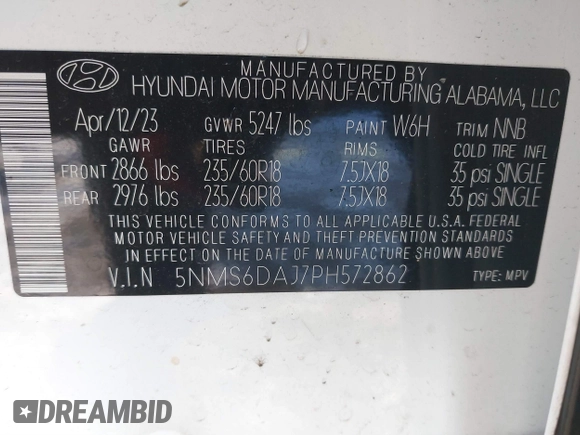 MANUFACTURED BY
HYUNDAI MOTOR MANUFACTURING ALABAMA, LLC
Apr/12/23 GVWR 5247 lbs PAINT W6H TRIM NNB
GAWR TIRES RIMS COLD TIRE INFL
FRONT 2866 lbs 235/60R18 7.5JX18 35 psi SINGLE
REAR 2976 lbs 235/60R18 7.5JX18 35 psi SINGLE
THIS VEHICLE CONFORMS TO ALL APPLICABLE U.S.A. FEDERAL
MOTOR VEHICLE SAFETY AND THEFT PREVENTION STANDARDS IN
EFFECT ON THE DATE OF MANUFACTURE SHOWN ABOVE.
V.I.N 5NMS6DAJ7PH572862 TYPE: MPV
DREAMBID